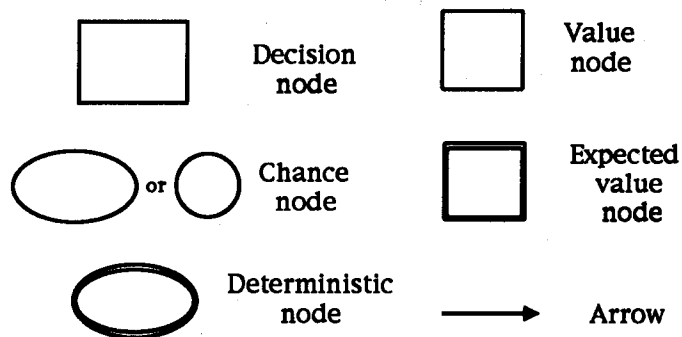 Decision
node
Value
node
or
Chance
node
Expected
value
node
Deterministic
node
Arrow